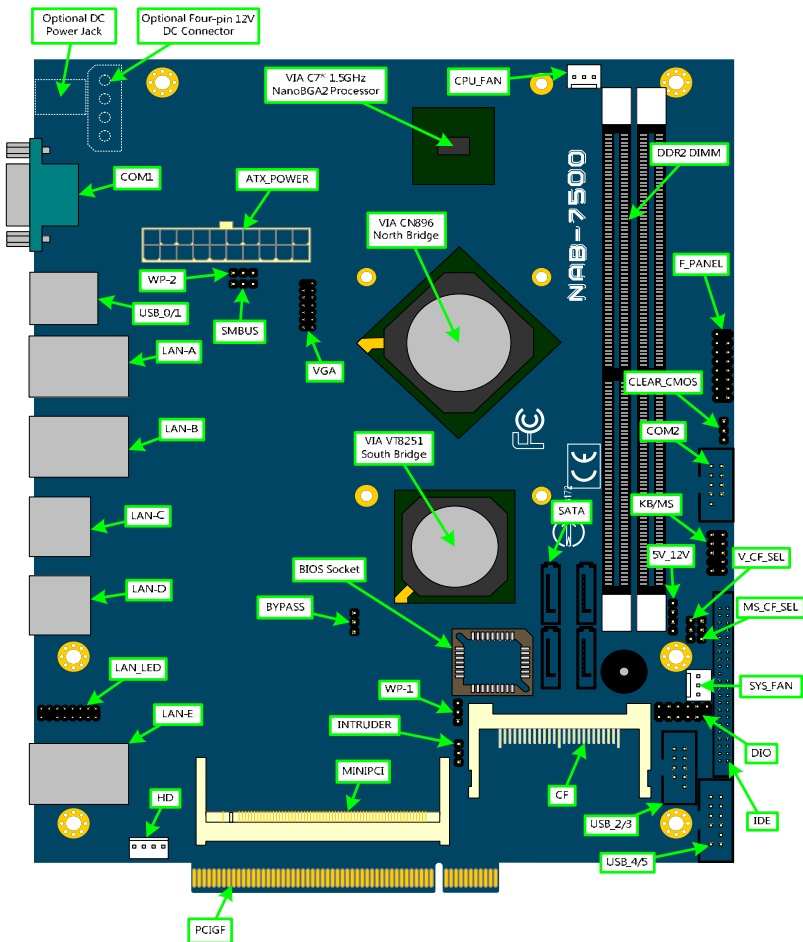 Optional DC
Power Jack
Optional Four-pin 12V
DC Connector
VIA C7® 1.5GHz
NanoBGA2 Processor
CPU_FAN
DDR2 DIMM
COM1
ATX_POWER
VIA CN896
North Bridge
NAB-7500
F_PANEL
WP-2
USB_0/1
SMBUS
VGA
LAN-A
CLEAR_CMOS
LAN-B
COM2
VIA VT8251
South Bridge
FC
CE
LAN-C
SATA
KB/MS
5V_12V
V_CF_SEL
BIOS Socket
LAN-D
BYPASS
MS_CF_SEL
LAN_LED
WP-1
SYS_FAN
LAN-E
INTRUDER
DiO
MINIPCI
HD
CF
USB_2/3
IDE
USB_4/5
PCIGF